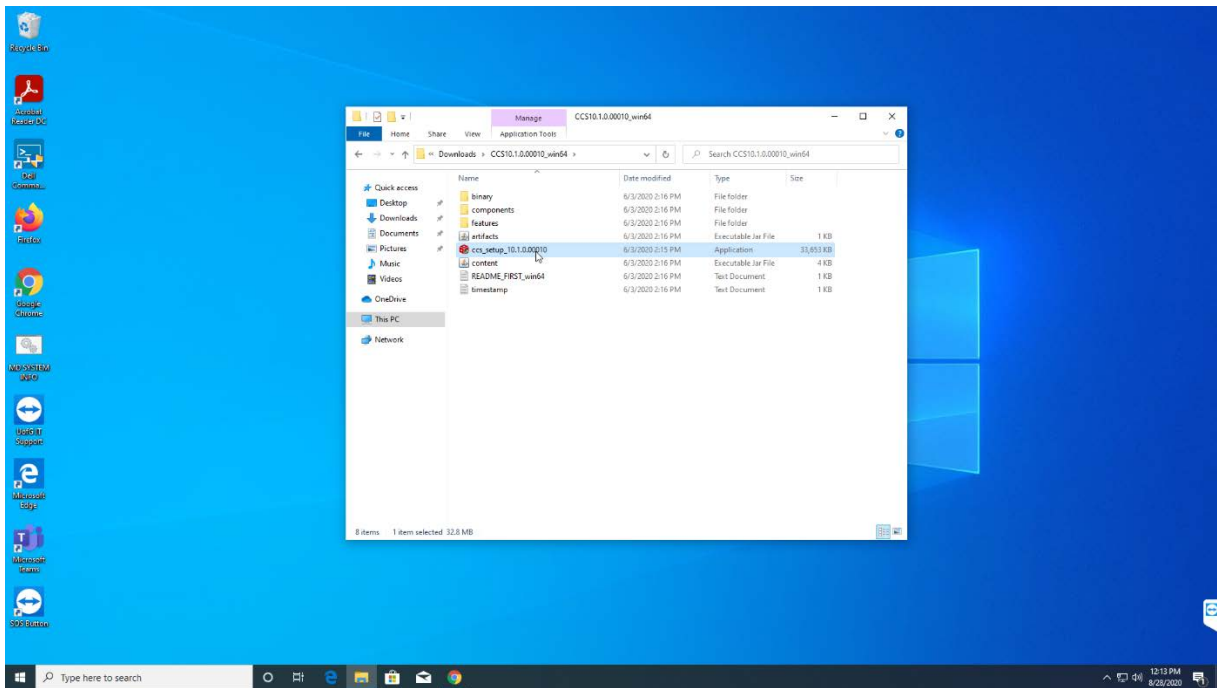 Recycle Bin
Acrobat
Reader DC
Dell
Comma...
Firefox
Google
Chrome
MD SYSTEM
INFO
Support
Microsoft
Edge
Microsoft
Teams
SOS Button
Manage
CCS10.1.0.00010_win64
File
Home
Share
View
Application Tools
« Downloads › CCS10.1.0.00010_win64 ›
Search CCS10.1.0.00010_win64
Quick access
Desktop
Downloads
Documents
Pictures
Music
Videos
OneDrive
This PC
Network
Name Date modified Type Size
binary 6/3/2020 2:16 PM File folder
components 6/3/2020 2:16 PM File folder
features 6/3/2020 2:16 PM File folder
artifacts 6/3/2020 2:16 PM Executable Jar File 1 KB
ccs_setup_10.1.0.00010 6/3/2020 2:15 PM Application 33,653 KB
content 6/3/2020 2:16 PM Executable Jar File 4 KB
README_FIRST_win64 6/3/2020 2:16 PM Text Document 1 KB
timestamp 6/3/2020 2:16 PM Text Document 1 KB
8 items 1 item selected 32.8 MB
Type here to search
12:13 PM
8/28/2020